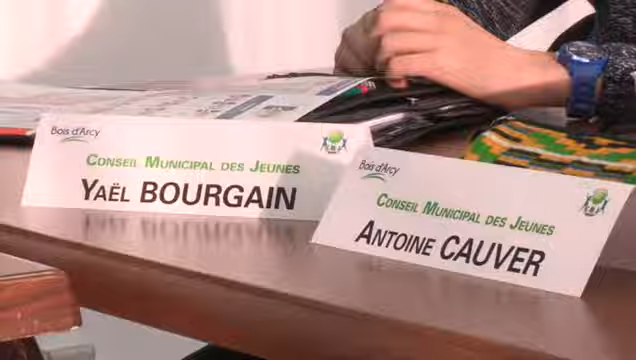 Bois d'Arcy
CONSEIL MUNICIPAL DES JEUNES
YAËL BOURGAIN
Bois d'Arcy
CONSEIL MUNICIPAL DES JEUNES
ANTOINE CAUVER